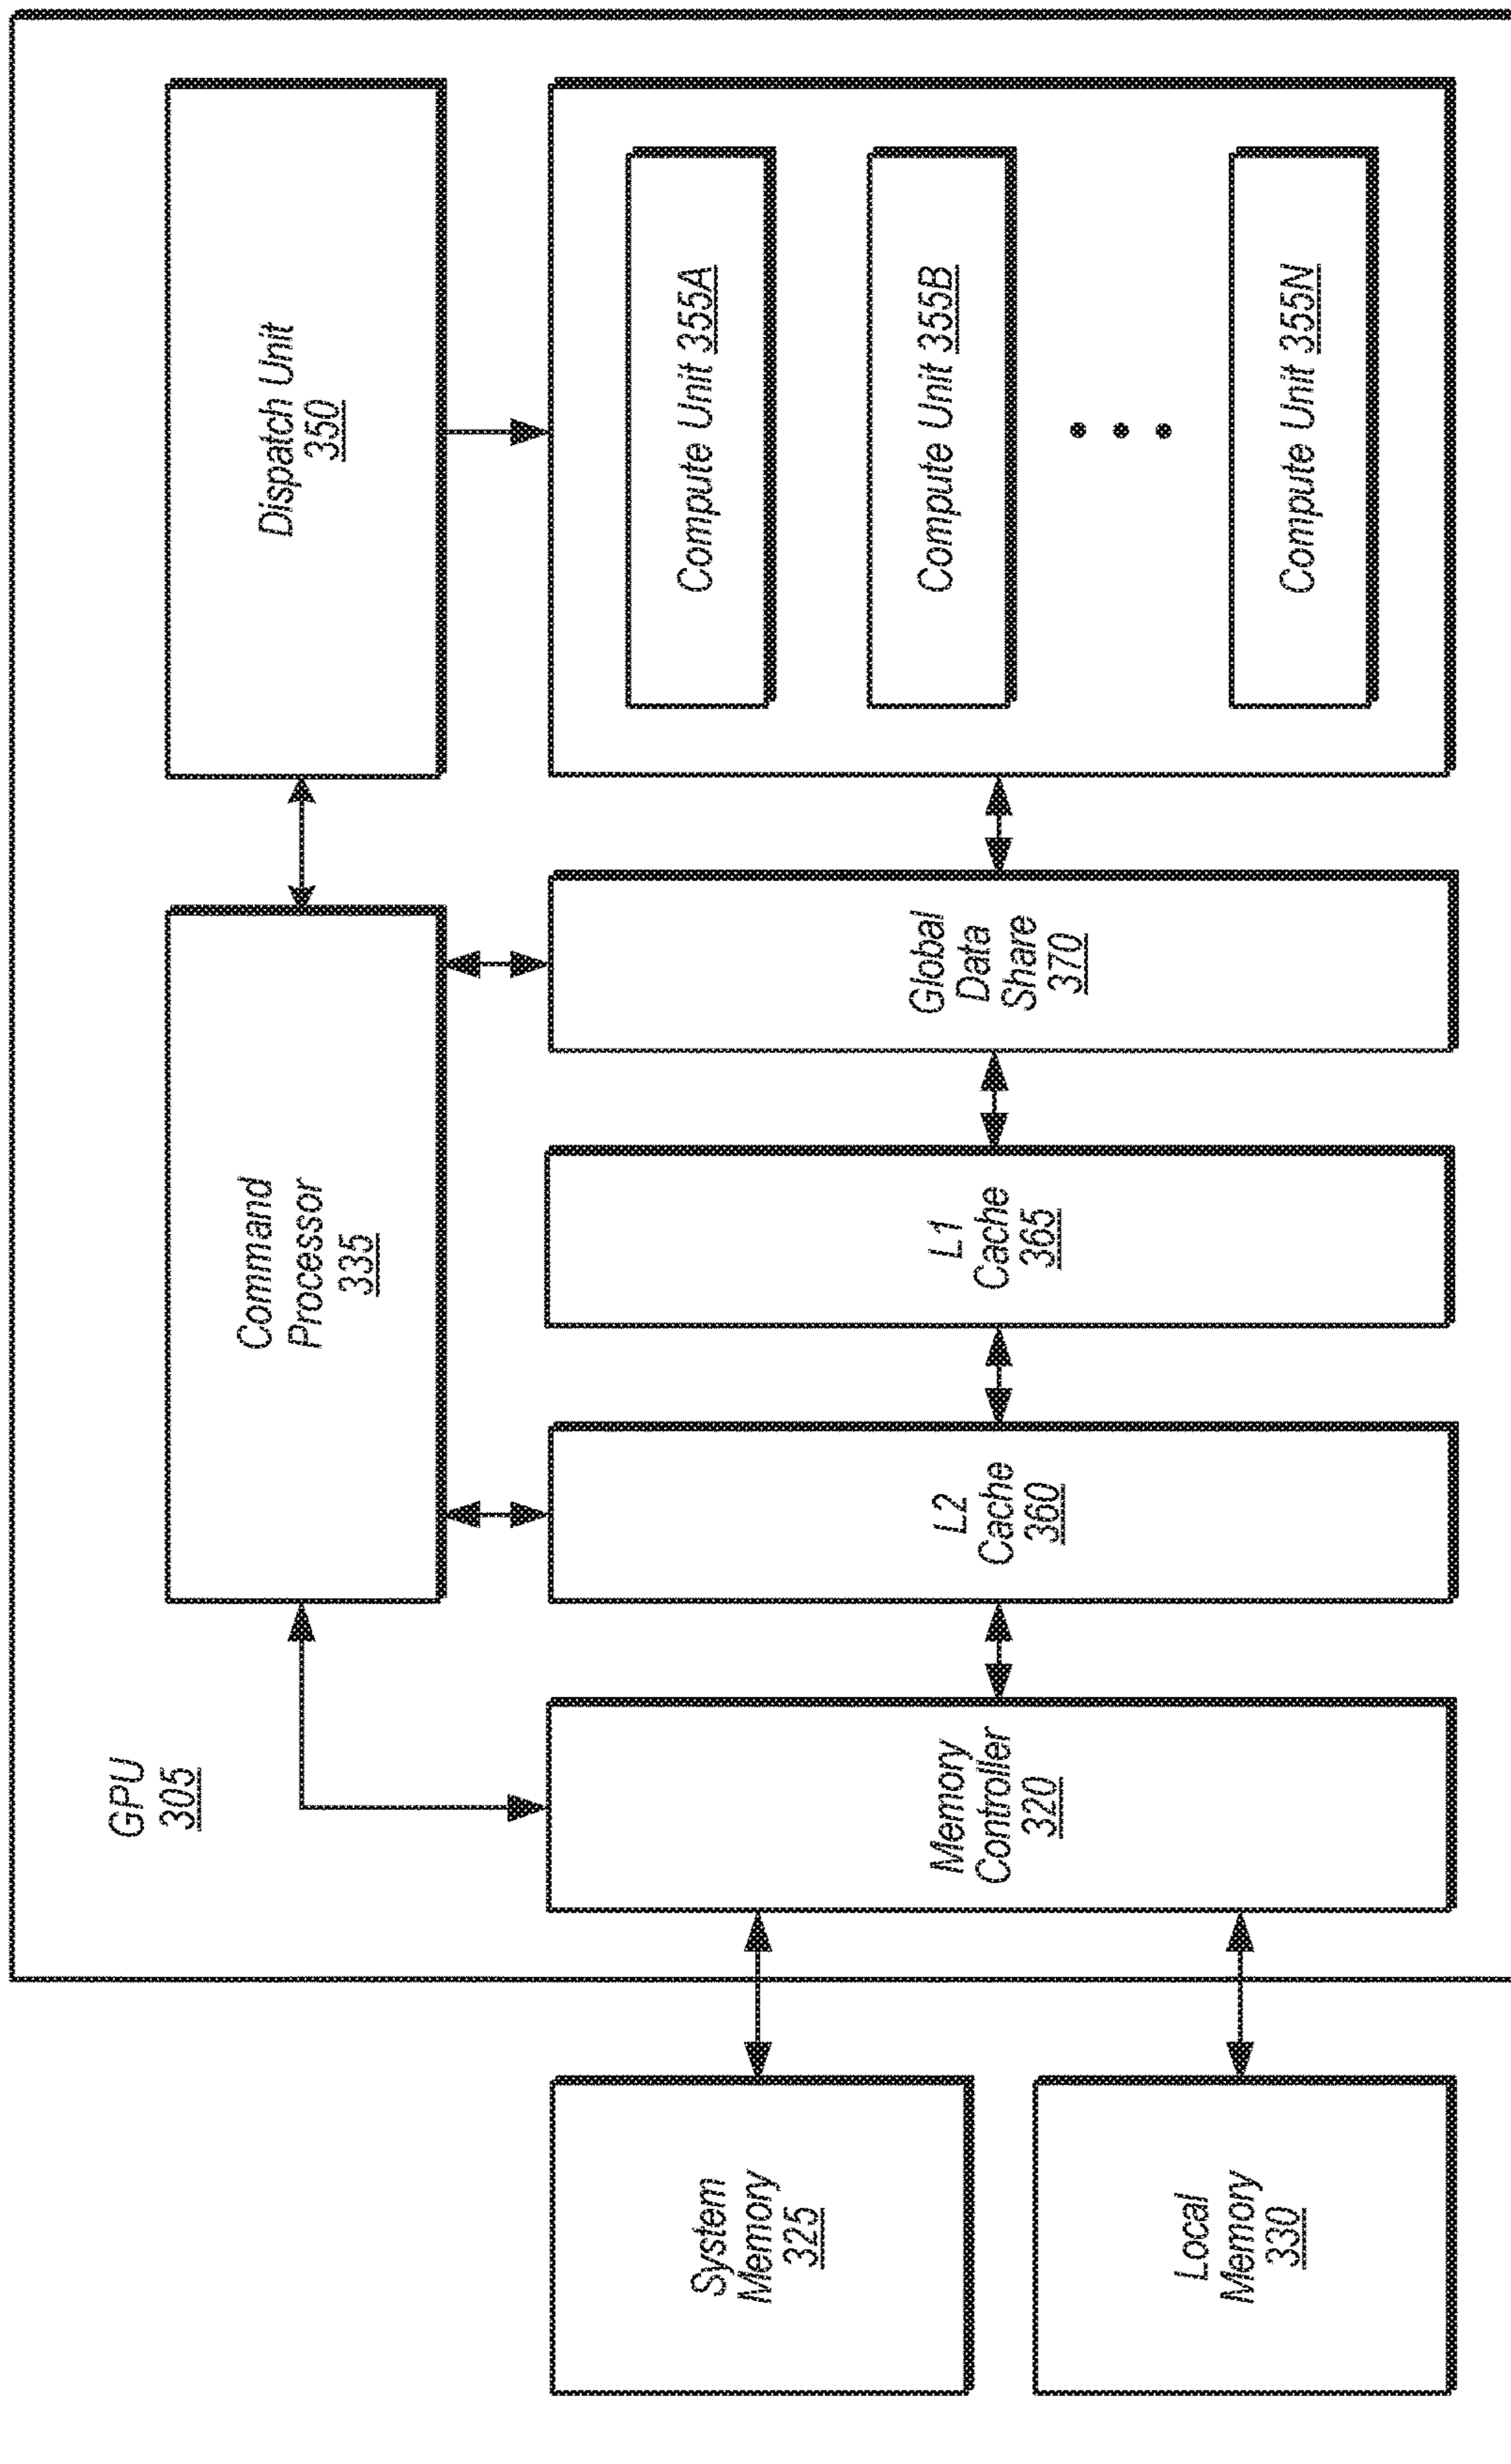 GPU
305
Command
Processor
335
Dispatch Unit
350
System
Memory
325
Local
Memory
330
Memory
Controller
320
L2
Cache
360
L1
Cache
365
Global
Data
Share
370
Compute Unit 355A
Compute Unit 355B
Compute Unit 355N